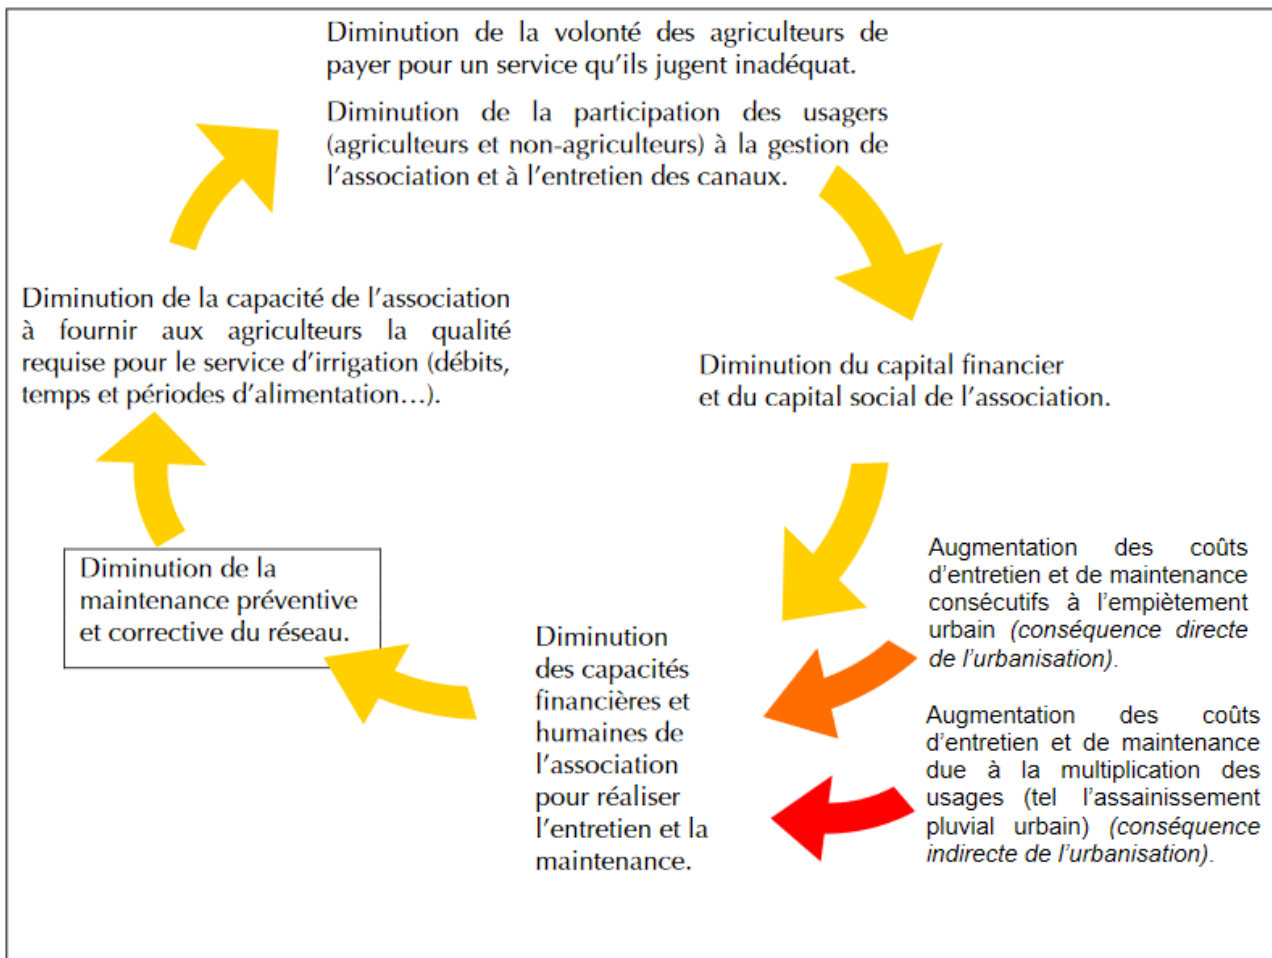 Diminution de la volonté des agriculteurs de
payer pour un service qu’ils jugent inadéquat.
Diminution de la participation des usagers
(agriculteurs et non-agriculteurs) à la gestion de
l’association et à l’entretien des canaux.
Diminution du capital financier
et du capital social de l’association.
Augmentation des coûts
d’entretien et de maintenance
consécutifs à l’empiètement
urbain (conséquence directe
de l’urbanisation).
Augmentation des coûts
d’entretien et de maintenance
due à la multiplication des
usages (tel l’assainissement
pluvial urbain) (conséquence
indirecte de l’urbanisation).
Diminution
des capacités
financières et
humaines de
l’association
pour réaliser
l’entretien et la
maintenance.
Diminution de la
maintenance préventive
et corrective du réseau.
Diminution de la capacité de l’association
à fournir aux agriculteurs la qualité
requise pour le service d’irrigation (débits,
temps et périodes d’alimentation…).